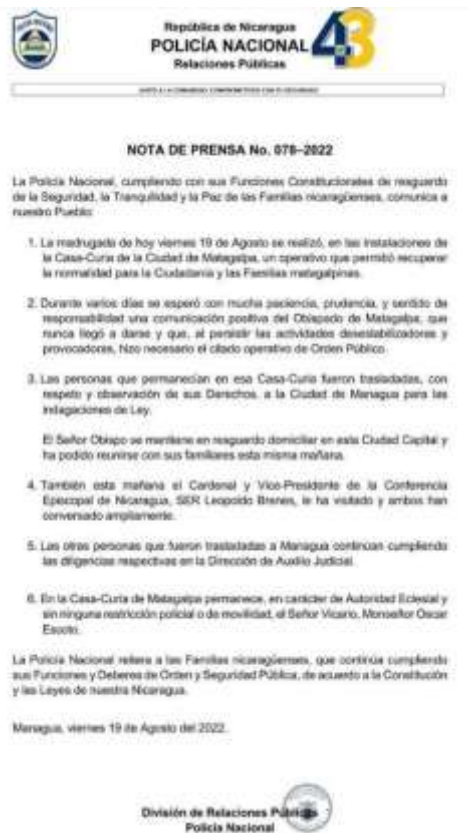 República de Nicaragua
POLICÍA NACIONAL
43
Relaciones Públicas
NOTA DE PRENSA No. 078–2022
La Policía Nacional, cumpliendo con sus Funciones Constitucionales de resguardo
de la Seguridad, la Tranquilidad y la Paz de las Familias nicaragüenses, comunica a
nuestro Pueblo:
1. La madrugada de hoy viernes 19 de Agosto se realizó, en las instalaciones de
la Casa-Curia de la Ciudad de Matagalpa, un operativo que permitió recuperar
la normalidad para la Ciudadanía y las Familias matagalpinas.
2. Durante varios días se esperó con mucha paciencia, prudencia, y sentido de
responsabilidad una comunicación positiva del Obispado de Matagalpa, que
nunca llegó a darse y que, al persistir las actividades desestabilizadoras y
provocadoras, hizo necesario el citado operativo de Orden Público.
3. Las personas que permanecían en esa Casa-Curia fueron trasladadas, con
respeto y observación de sus Derechos, a la Ciudad de Managua para las
indagaciones de Ley.
El Señor Obispo se mantiene en resguardo domiciliar en esta Ciudad Capital y
ha podido reunirse con sus familiares esta misma mañana.
4. También esta mañana el Cardenal y Vice-Presidente de la Conferencia
Episcopal de Nicaragua, SER Leopoldo Brenes, le ha visitado y ambos han
conversado ampliamente.
5. Las otras personas que fueron trasladadas a Managua continúan cumpliendo
las diligencias respectivas en la Dirección de Auxilio Judicial.
6. En la Casa-Curia de Matagalpa permanece, en carácter de Autoridad Eclesial y
sin ninguna restricción policial o de movilidad, el Señor Vicario, Monseñor Oscar
Escoto.
La Policía Nacional reitera a las Familias nicaragüenses, que continúa cumpliendo
sus Funciones y Deberes de Orden y Seguridad Pública, de acuerdo a la Constitución
y las Leyes de nuestra Nicaragua.
Managua, viernes 19 de Agosto del 2022.
División de Relaciones Públicas
Policía Nacional